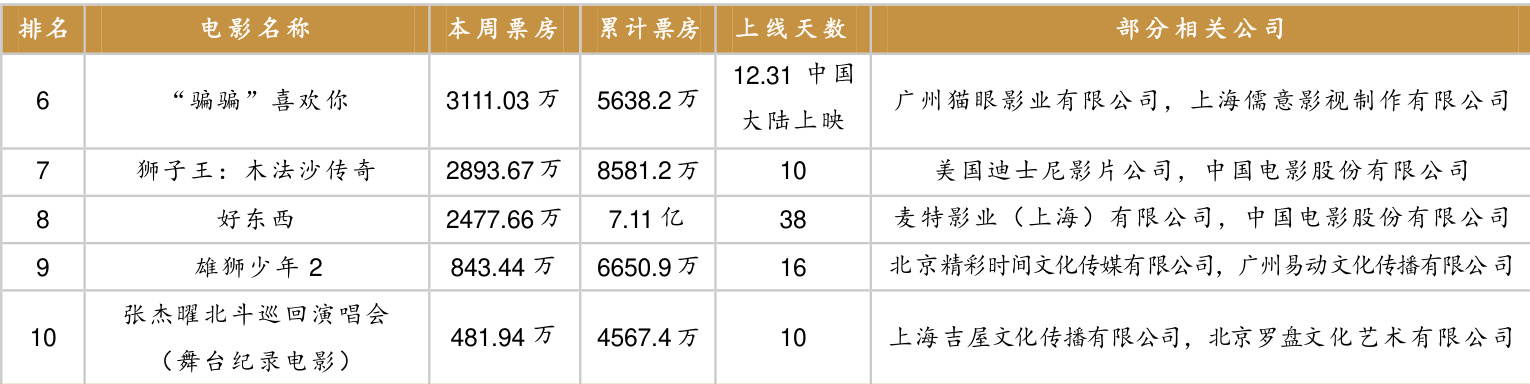 排名 电影名称 本周票房 累计票房 上线天数 部分相关公司
6 “骗骗”喜欢你 3111.03 万 5638.2 万 12.31 中国 广州猫眼影业有限公司，上海儒意影视制作有限公司
大陆上映
7 狮子王：木法沙传奇 2893.67 万 8581.2 万 10 美国迪士尼影片公司，中国电影股份有限公司
8 好东西 2477.66 万 7.11 亿 38 麦特影业（上海）有限公司，中国电影股份有限公司
9 雄狮少年 2 843.44 万 6650.9 万 16 北京精彩时间文化传媒有限公司，广州易动文化传播有限公司
10 张杰曜北斗巡回演唱会 481.94 万 4567.4 万 10 上海吉屋文化传播有限公司，北京罗盘文化艺术有限公司
（舞台纪录电影）